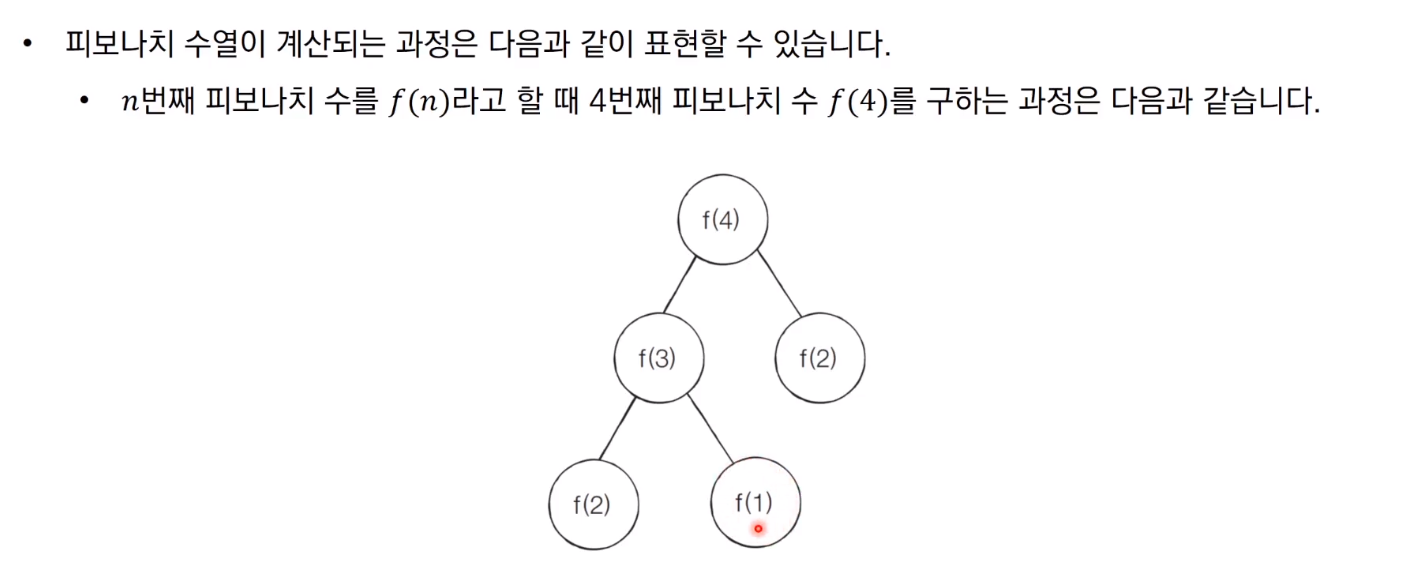 • 피보나치 수열이 계산되는 과정은 다음과 같이 표현할 수 있습니다.
• n번째 피보나치 수를 f(n)라고 할 때 4번째 피보나치 수 f(4)를 구하는 과정은 다음과 같습니다.
f(4)
f(3) f(2)
f(2) f(1)